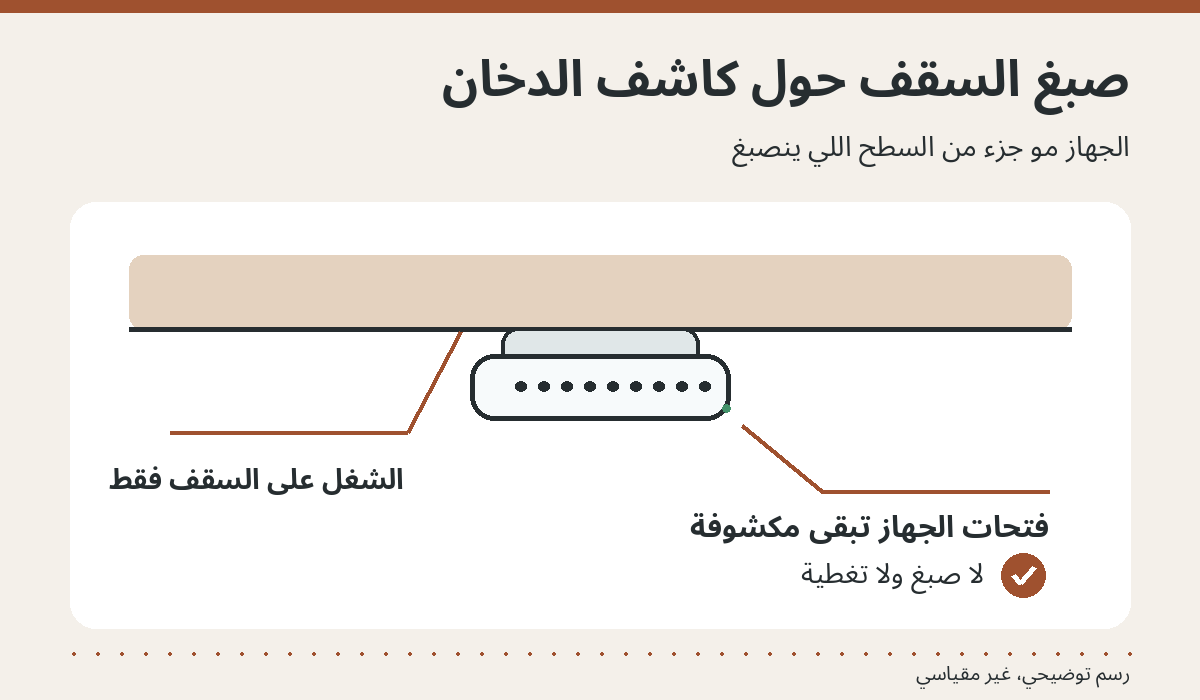 صبغ السقف حول كاشف الدخان
الجهاز مو جزء من السطح اللي ينصبغ
الشغل على السقف فقط
فتحات الجهاز تبقى مكشوفة
لا صبغ ولا تغطية
رسم توضيحي، غير مقياسي